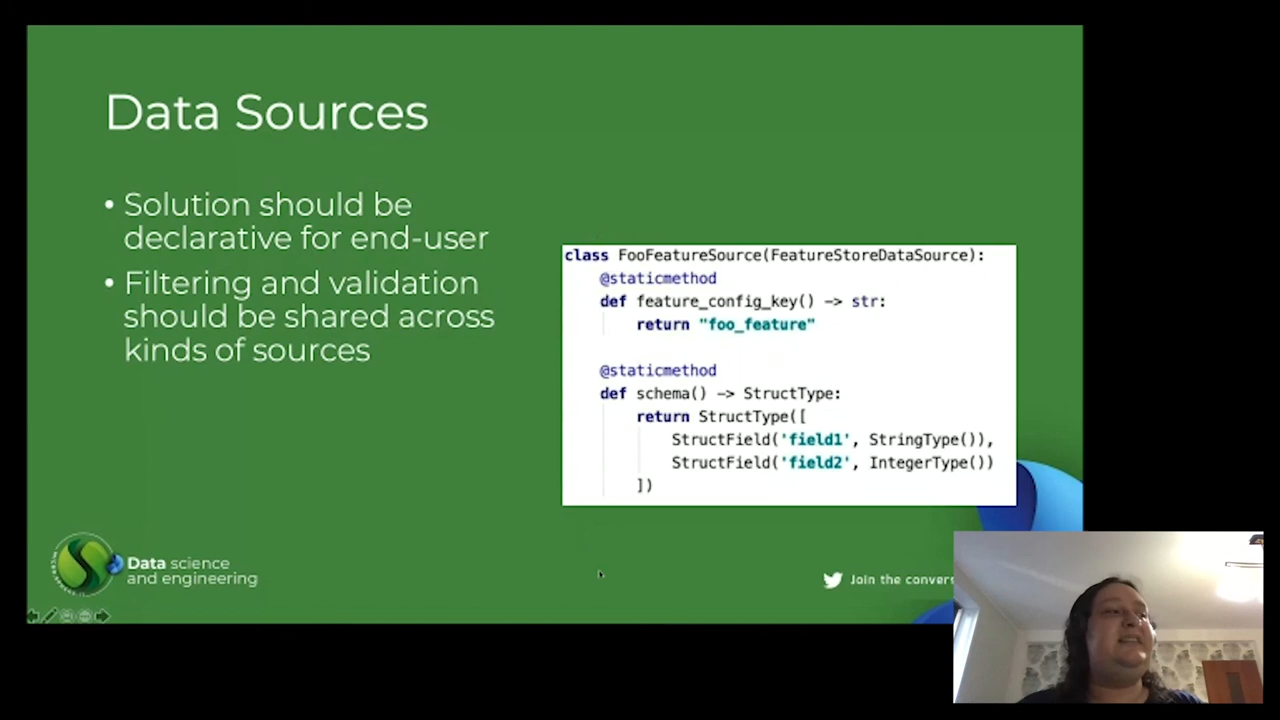 Data Sources
• Solution should be
declarative for end-user
• Filtering and validation
should be shared across
kinds of sources
class FooFeatureSource(FeatureStoreDataSource):
@staticmethod
def feature_config_key() -> str:
return "foo_feature"
@staticmethod
def schema() -> StructType:
return StructType([
StructField('field1', StringType()),
StructField('field2', IntegerType())
])
Data science
and engineering
Join the conver